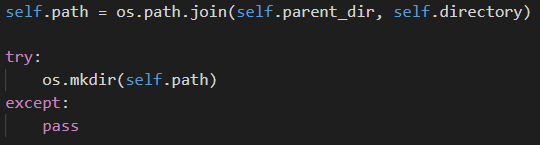 self.path = os.path.join(self.parent_dir, self.directory)
try:
    os.mkdir(self.path)
except:
    pass